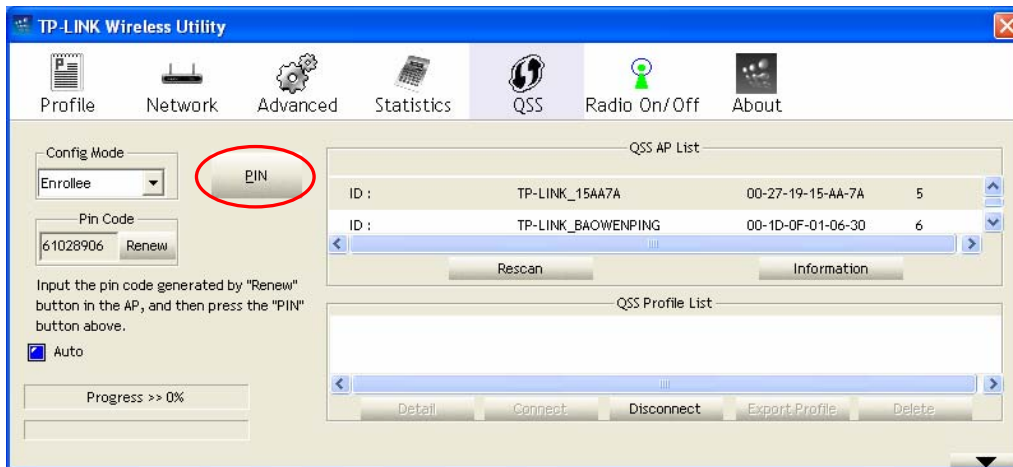 TP-LINK Wireless Utility
Profile Network Advanced Statistics QSS Radio On/Off About
Config Mode
Enrollee
PIN
Pin Code
61028906 Renew
Input the pin code generated by "Renew"
button in the AP, and then press the "PIN"
button above.
Auto
Progress >> 0%
QSS AP List
ID : TP-LINK_15AA7A 00-27-19-15-AA-7A 5
ID : TP-LINK_BAOWENPING 00-1D-0F-01-06-30 6
Rescan Information
QSS Profile List
Detail Connect Disconnect Export Profile Delete